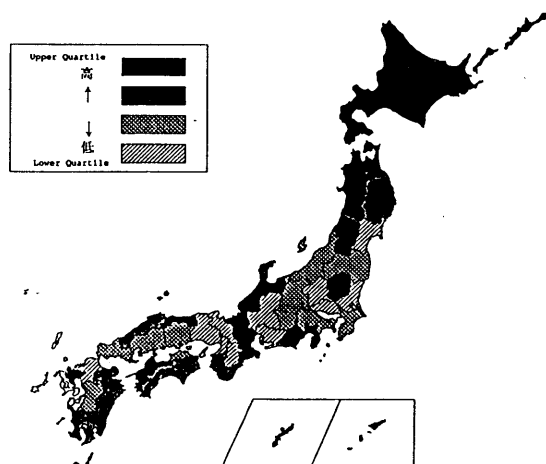 Upper Quartile
高
↑
↓
低
Lower Quartile